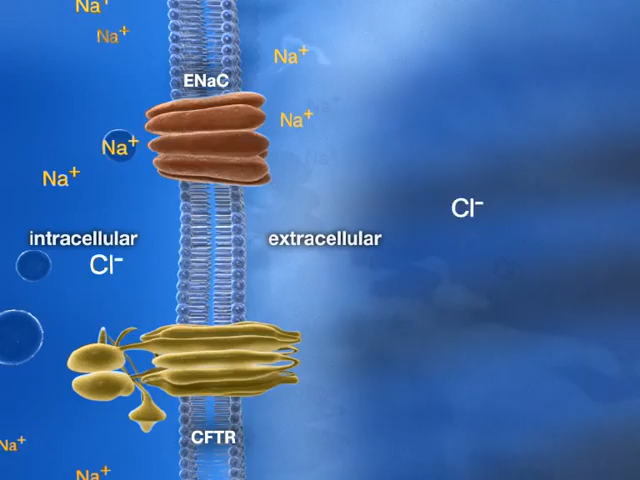 Na⁺
Na⁺
Na⁺
ENaC
Na⁺
Na⁺
Na⁺
Cl⁻
intracellular
extracellular
Cl⁻
CFTR
Na⁺
Na⁺